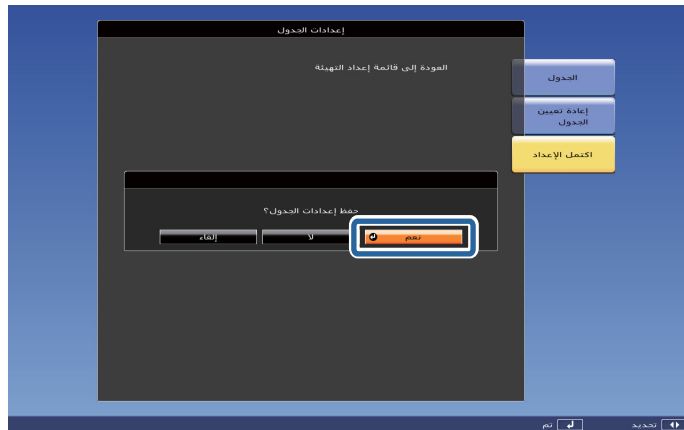 إعدادات الجدول
العودة إلى قائمة إعداد التهيئة
الجدول
إعادة تعيين
الجدول
اكتمل الإعداد
حفظ إعدادات الجدول؟
نعم
لا
إلغاء
تحديد
تم